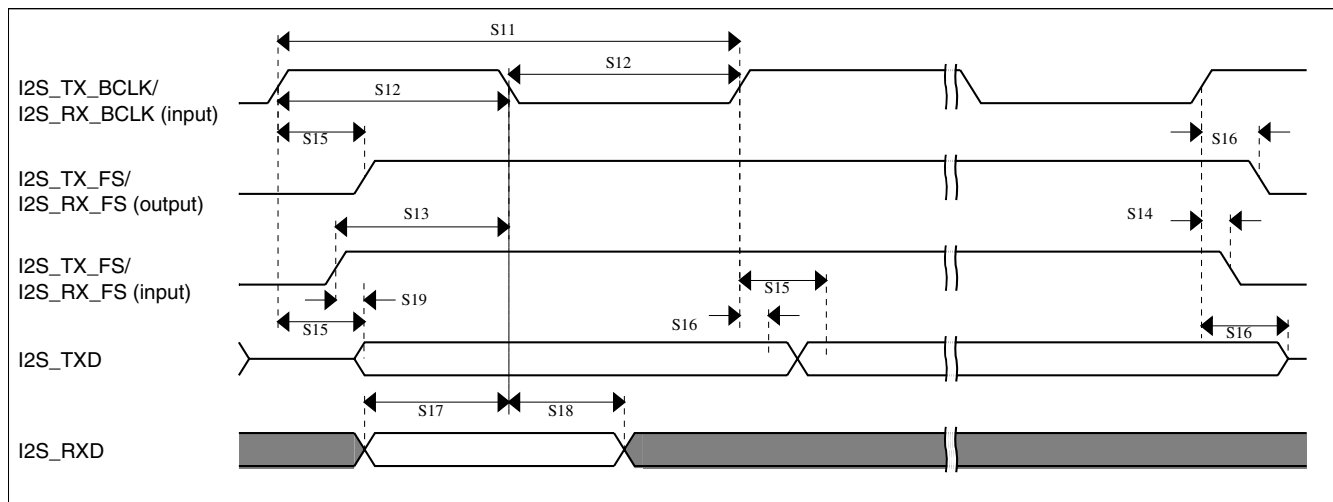 S11
S12
I2S_TX_BCLK/
I2S_RX_BCLK (input)
S12
S15
S16
I2S_TX_FS/
I2S_RX_FS (output)
S13
S14
I2S_TX_FS/
I2S_RX_FS (input)
S15
S19
S15
S16
S16
I2S_TXD
S17
S18
I2S_RXD